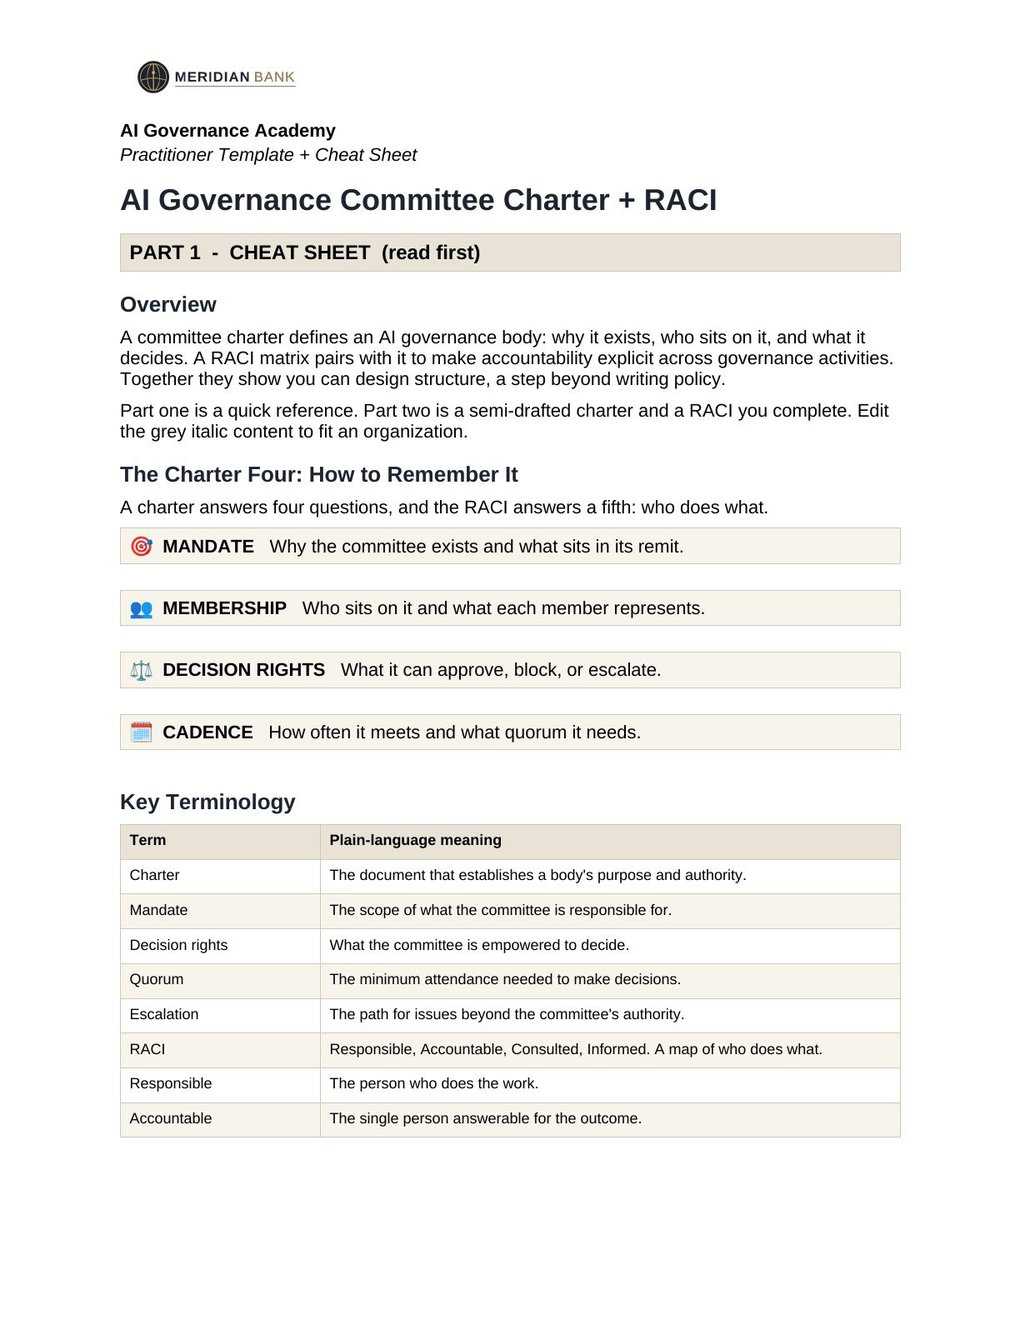 MERIDIAN BANK
AI Governance Academy
Practitioner Template + Cheat Sheet
AI Governance Committee Charter + RACI
PART 1 - CHEAT SHEET (read first)
Overview
A committee charter defines an AI governance body: why it exists, who sits on it, and what it
decides. A RACI matrix pairs with it to make accountability explicit across governance activities.
Together they show you can design structure, a step beyond writing policy.
Part one is a quick reference. Part two is a semi-drafted charter and a RACI you complete. Edit
the grey italic content to fit an organization.
The Charter Four: How to Remember It
A charter answers four questions, and the RACI answers a fifth: who does what.
MANDATE Why the committee exists and what sits in its remit.
MEMBERSHIP Who sits on it and what each member represents.
DECISION RIGHTS What it can approve, block, or escalate.
CADENCE How often it meets and what quorum it needs.
Key Terminology
Term Plain-language meaning
Charter The document that establishes a body's purpose and authority.
Mandate The scope of what the committee is responsible for.
Decision rights What the committee is empowered to decide.
Quorum The minimum attendance needed to make decisions.
Escalation The path for issues beyond the committee's authority.
RACI Responsible, Accountable, Consulted, Informed. A map of who does what.
Responsible The person who does the work.
Accountable The single person answerable for the outcome.